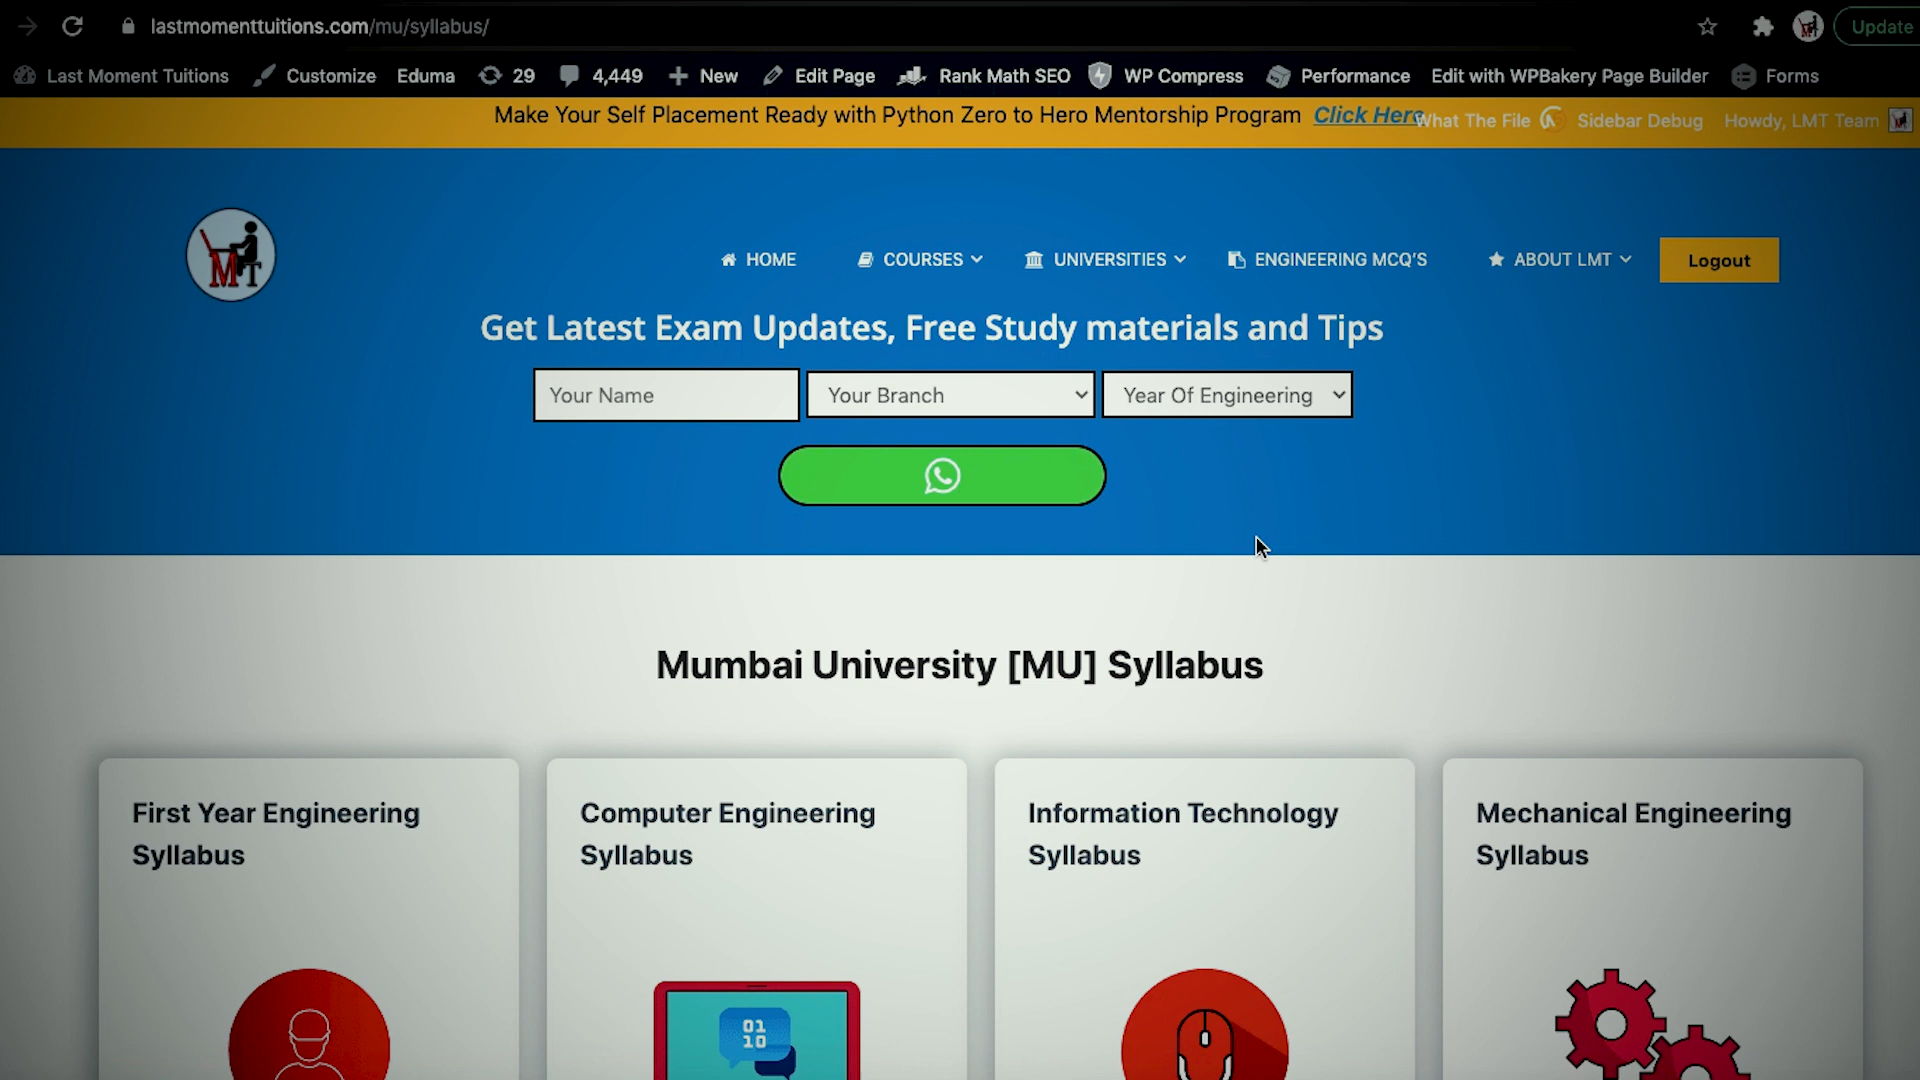 lastmomenttuitions.com/mu/syllabus/
Update
Last Moment Tuitions Customize Eduma 29 4,449 New Edit Page Rank Math SEO WP Compress Performance Edit with WPBakery Page Builder Forms
Make Your Self Placement Ready with Python Zero to Hero Mentorship Program Click Here
What The File Sidebar Debug Howdy, LMT Team
MT
HOME COURSES UNIVERSITIES ENGINEERING MCQ'S ABOUT LMT Logout
Get Latest Exam Updates, Free Study materials and Tips
Your Name Your Branch Year Of Engineering
Mumbai University [MU] Syllabus
First Year Engineering
Syllabus
Computer Engineering
Syllabus
Information Technology
Syllabus
Mechanical Engineering
Syllabus
01
10